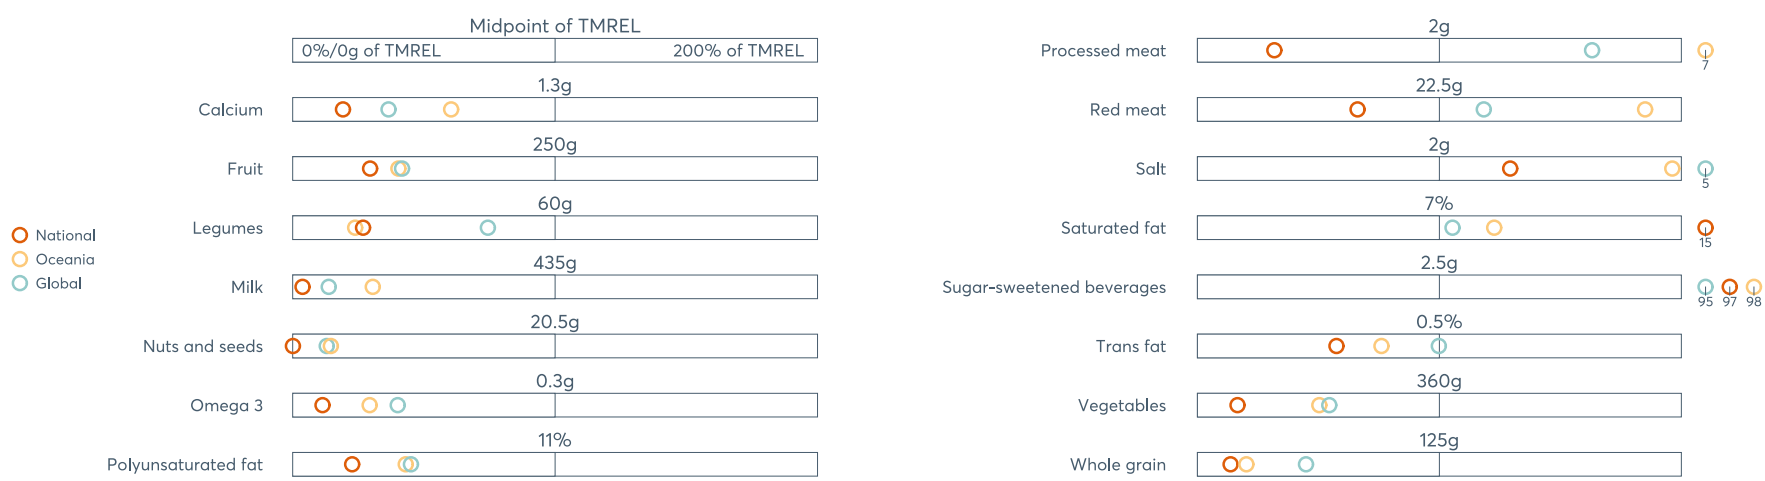 National
Oceania
Global
Midpoint of TMREL
0%/0g of TMREL 200% of TMREL
1.3g
Calcium
250g
Fruit
60g
Legumes
435g
Milk
20.5g
Nuts and seeds
0.3g
Omega 3
11%
Polyunsaturated fat
2g
Processed meat
7
22.5g
Red meat
2g
Salt
5
7%
Saturated fat
15
2.5g
Sugar-sweetened beverages
95 97 98
0.5%
Trans fat
360g
Vegetables
125g
Whole grain